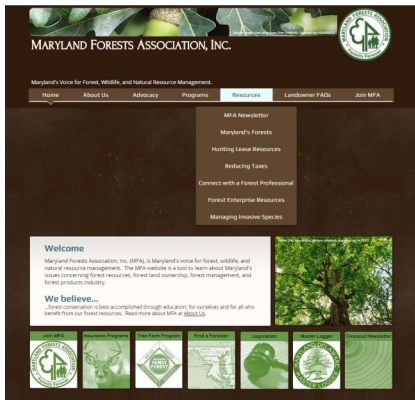 MARYLAND FORESTS ASSOCIATION, INC.
Maryland's Voice for Forest, Wildlife, and Natural Resource Management.
Home About Us Advocacy Programs Resources Landowner FAQs Join MFA
MFA Newsletter
Maryland's Forests
Hunting Lease Resources
Reducing Taxes
Connect with a Forest Professional
Forest Enterprise Resources
Managing Invasive Species
Welcome
Maryland Forests Association, Inc. (MFA), is Maryland's voice for forest, wildlife, and
natural resource management. The MFA website is a tool to learn about Maryland's
issues concerning forest resources, forest land ownership, forest management, and
forest products industry.
We believe...
...forest conservation is best accomplished through education; for ourselves and for all who
benefit from our forest resources. Read more about MFA at About Us.
Join MFA Insurance Programs Tree Farm Program Find a Forester Legislation Master Logger Crosscut Newsletter